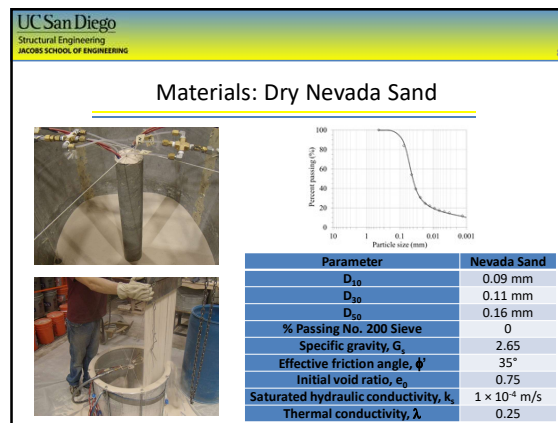 UC San Diego
Structural Engineering
JACOBS SCHOOL OF ENGINEERING
Materials: Dry Nevada Sand
Percent passing (%)
100
80
60
40
20
0
10 1 0.1 0.01 0.001
Particle size (mm)
Parameter Nevada Sand
D10 0.09 mm
D30 0.11 mm
D50 0.16 mm
% Passing No. 200 Sieve 0
Specific gravity, Gs 2.65
Effective friction angle, ϕ' 35°
Initial void ratio, e0 0.75
Saturated hydraulic conductivity, ks 1 × 10-4 m/s
Thermal conductivity, λ 0.25